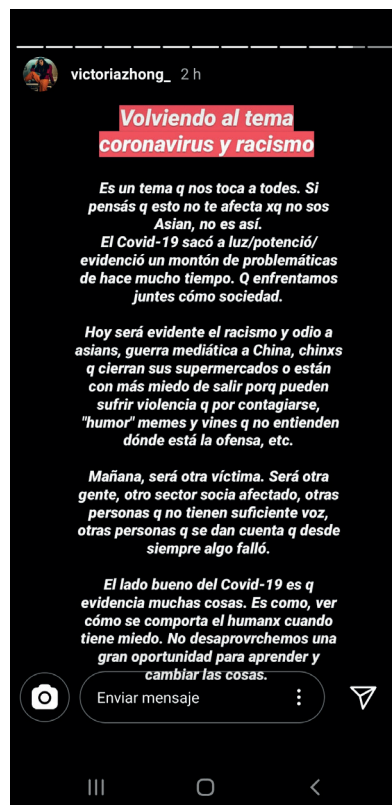 victoriazhong_ 2 h
Volviendo al tema
coronavirus y racismo
Es un tema q nos toca a todes. Si
pensás q esto no te afecta xq no sos
Asian, no es así.
El Covid-19 sacó a luz/potenció/
evidenció un montón de problemáticas
de hace mucho tiempo. Q enfrentamos
juntes cómo sociedad.
Hoy será evidente el racismo y odio a
asians, guerra mediática a China, chinxs
q cierran sus supermercados o están
con más miedo de salir porq pueden
sufrir violencia q por contagiarse,
"humor" memes y vines q no entienden
dónde está la ofensa, etc.
Mañana, será otra víctima. Será otra
gente, otro sector socia afectado, otras
personas q no tienen suficiente voz,
otras personas q se dan cuenta q desde
siempre algo falló.
El lado bueno del Covid-19 es q
evidencia muchas cosas. Es como, ver
cómo se comporta el humanx cuando
tiene miedo. No desaprovrchemos una
gran oportunidad para aprender y
cambiar las cosas.
Enviar mensaje